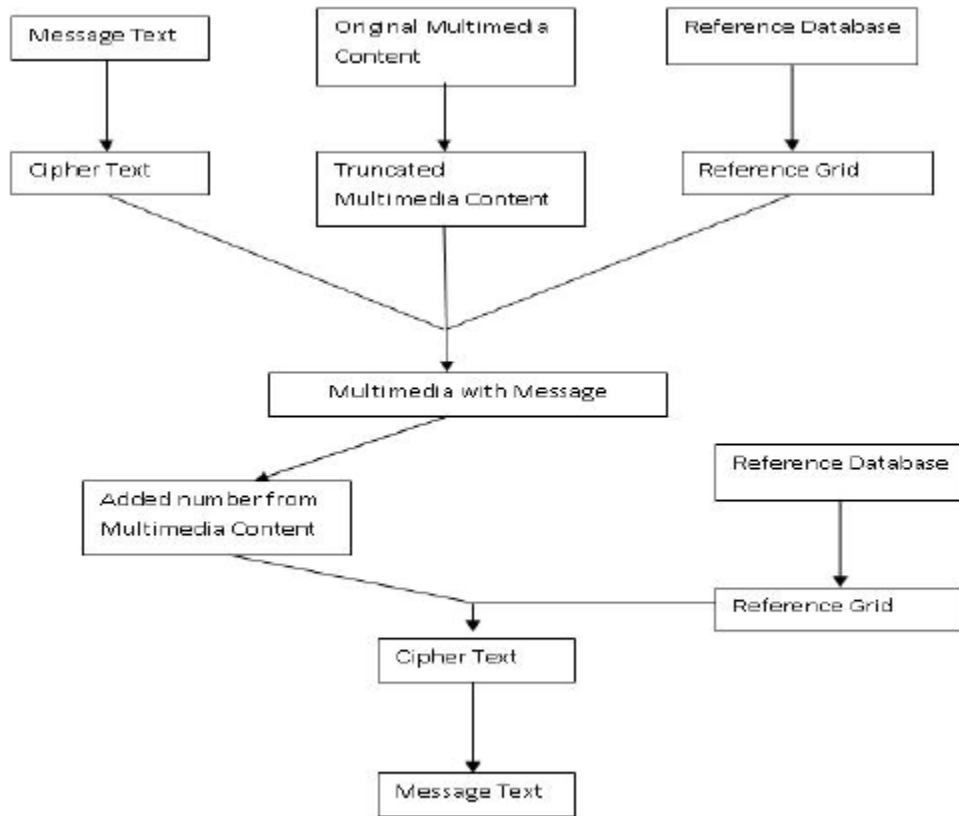 Message Text
Original Multimedia
Content
Reference Database
Cipher Text
Truncated
Multimedia Content
Reference Grid
Multimedia with Message
Added number from
Multimedia Content
Reference Database
Reference Grid
Cipher Text
Message Text